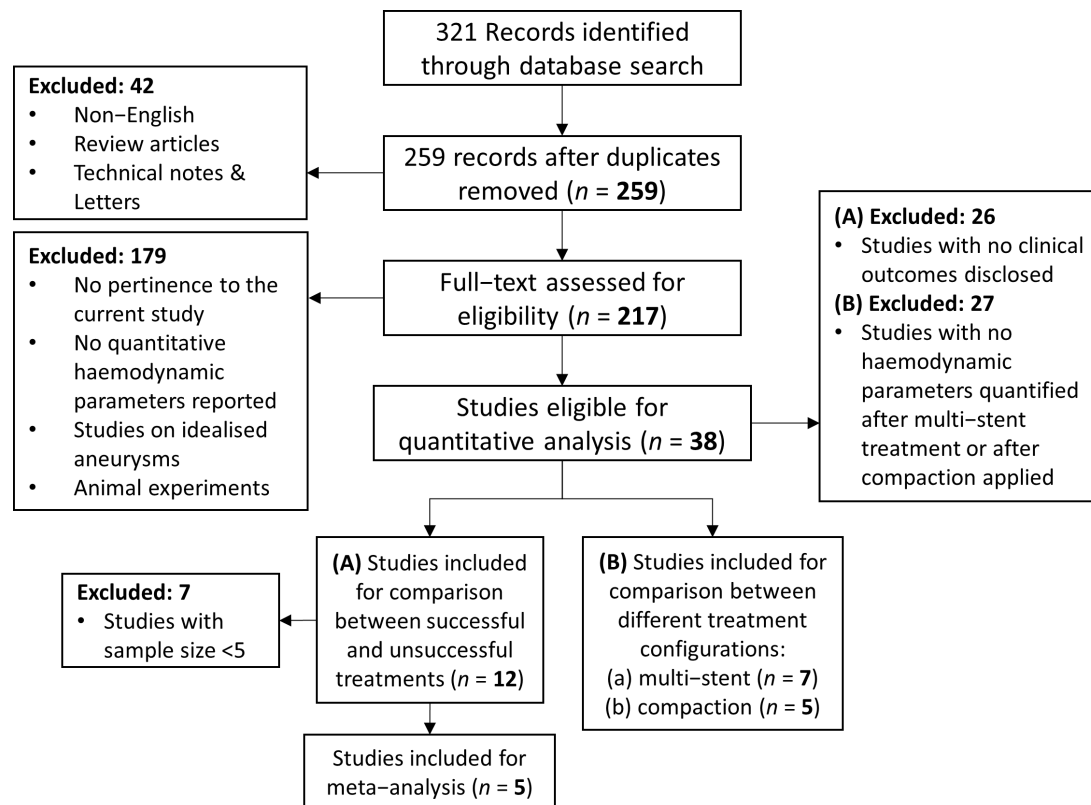 321 Records identified
through database search
Excluded: 42
• Non−English
• Review articles
• Technical notes &
Letters
259 records after duplicates
removed (n = 259)
Excluded: 179
• No pertinence to the
current study
• No quantitative
haemodynamic
parameters reported
• Studies on idealised
aneurysms
• Animal experiments
Full−text assessed for
eligibility (n = 217)
(A) Excluded: 26
• Studies with no clinical
outcomes disclosed
(B) Excluded: 27
• Studies with no
haemodynamic
parameters quantified
after multi−stent
treatment or after
compaction applied
Studies eligible for
quantitative analysis (n = 38)
Excluded: 7
• Studies with
sample size <5
(A) Studies included
for comparison
between successful
and unsuccessful
treatments (n = 12)
(B) Studies included for
comparison between
different treatment
configurations:
(a) multi−stent (n = 7)
(b) compaction (n = 5)
Studies included for
meta−analysis (n = 5)